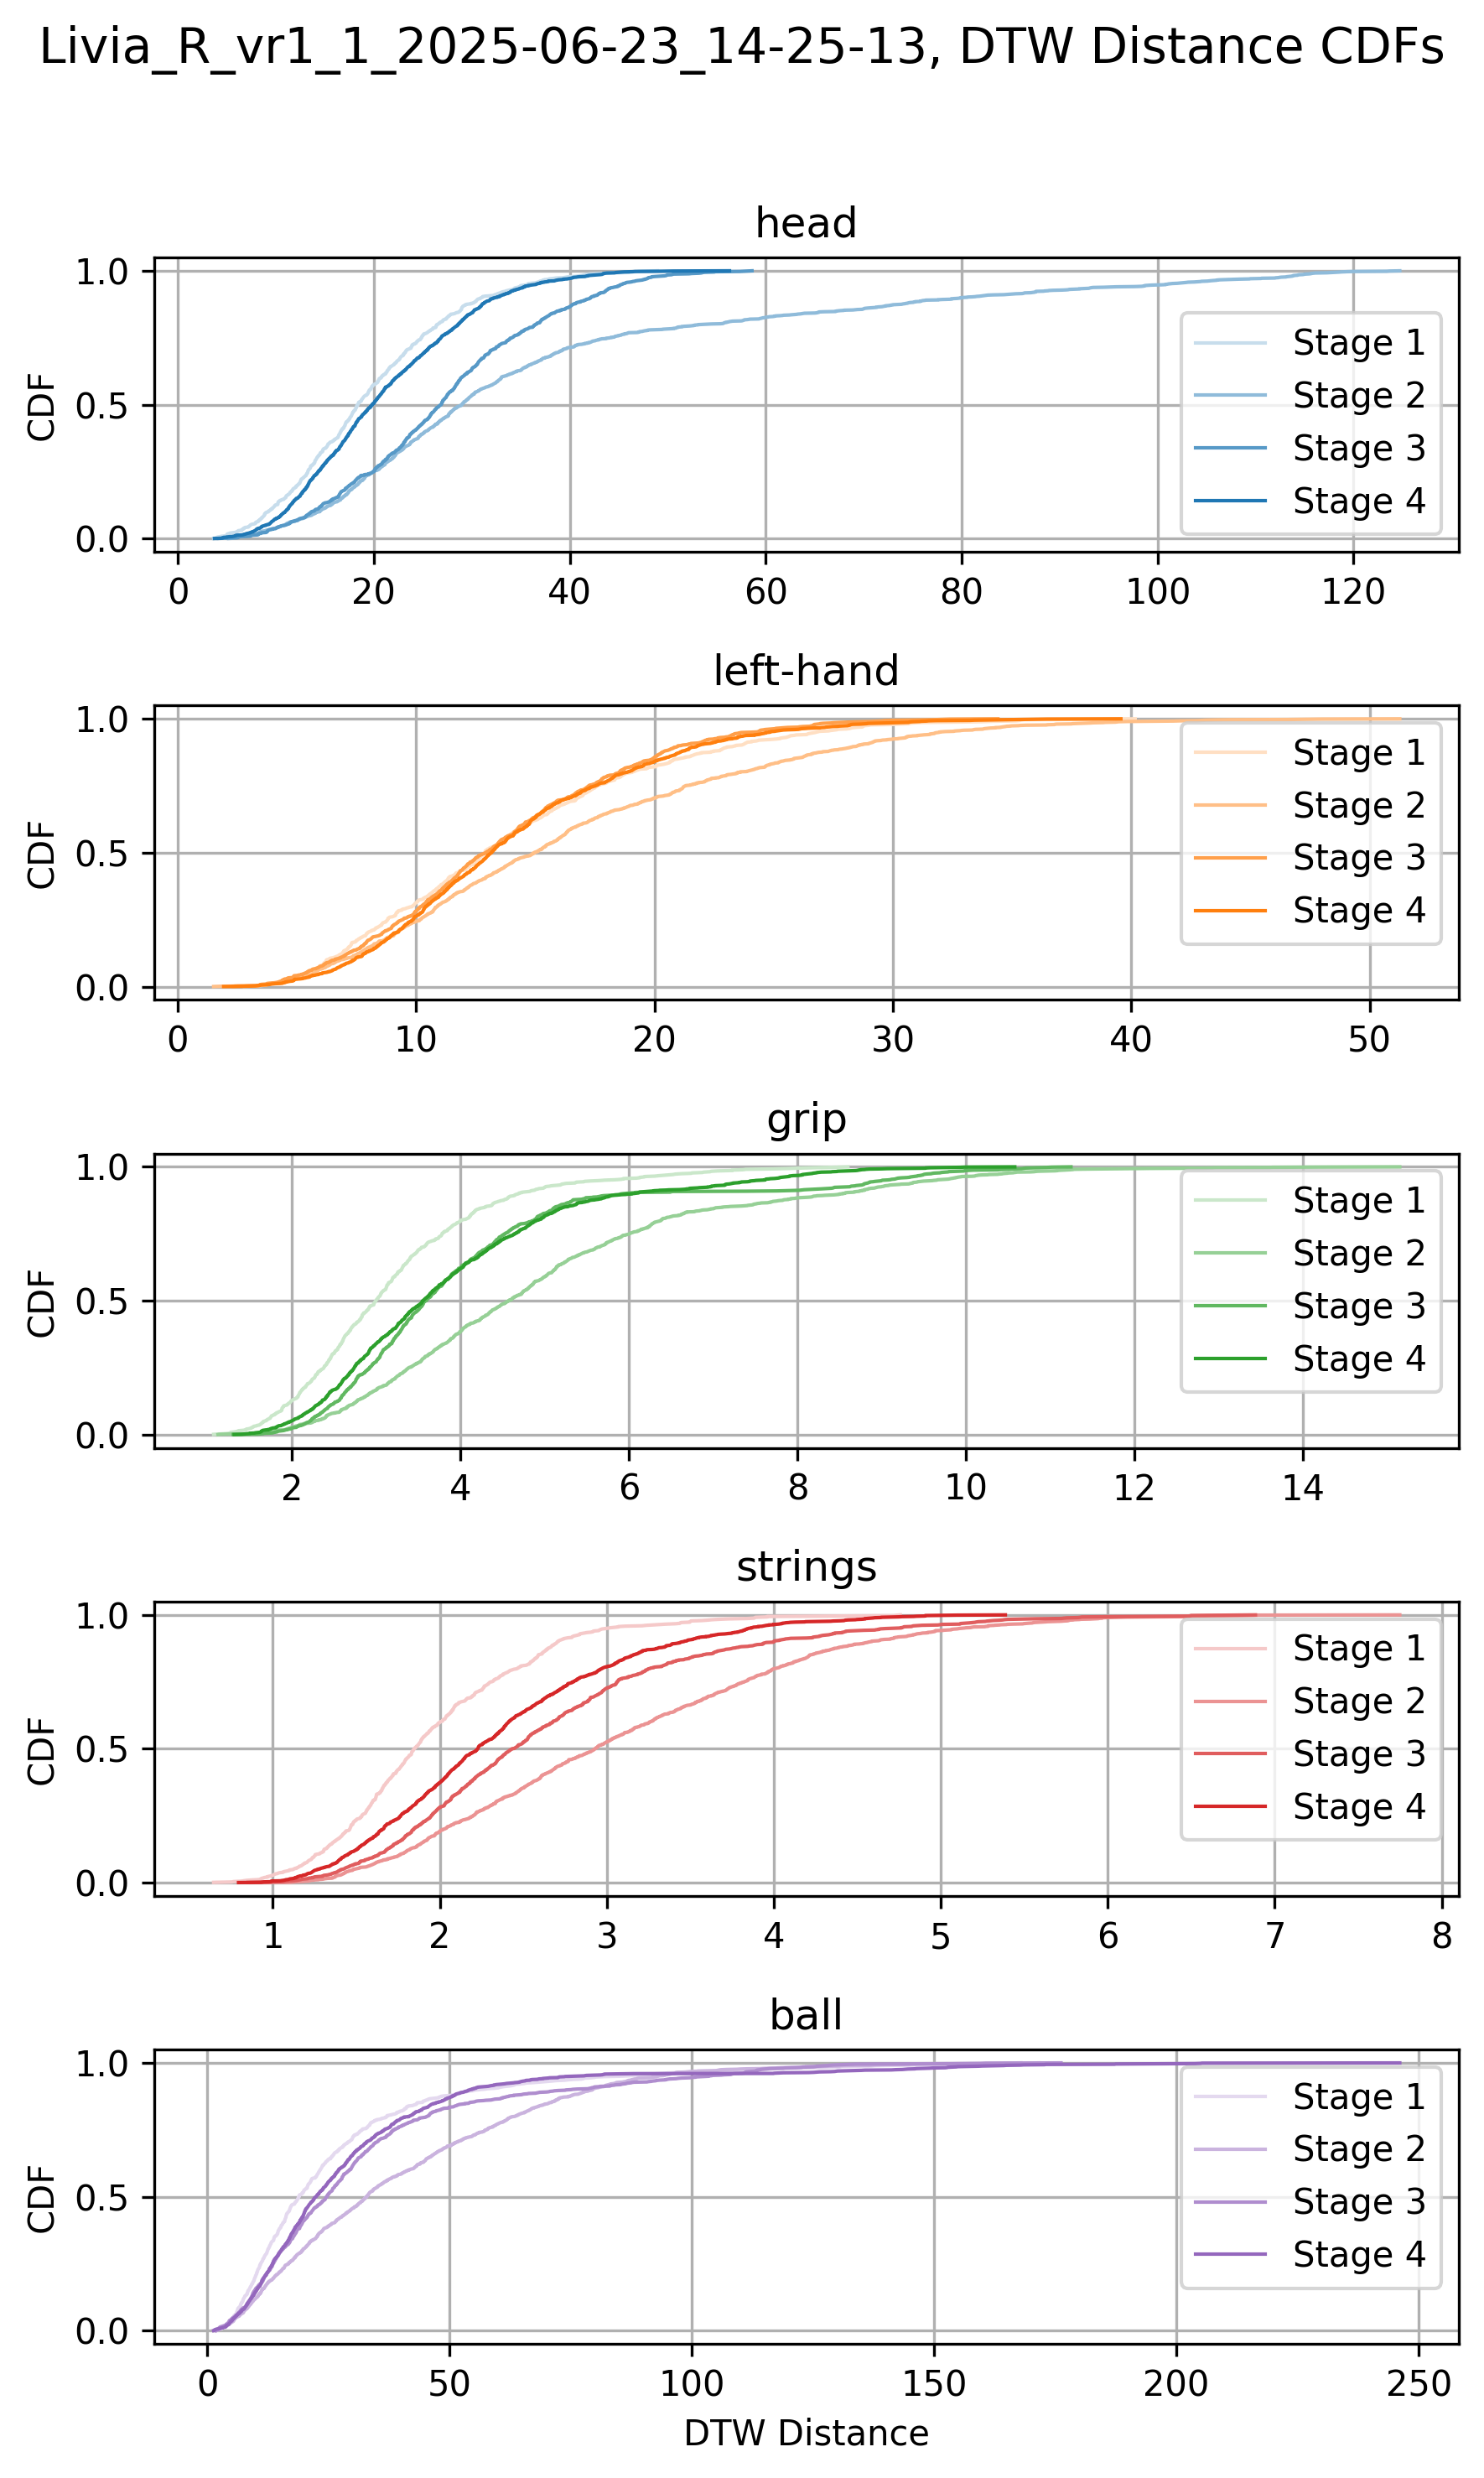 Livia_R_vr1_1_2025-06-23_14-25-13, DTW Distance CDFs
head
1.0
0.5
0.0
CDF
Stage 1
Stage 2
Stage 3
Stage 4
0 20 40 60 80 100 120
left-hand
1.0
0.5
0.0
CDF
Stage 1
Stage 2
Stage 3
Stage 4
0 10 20 30 40 50
grip
1.0
0.5
0.0
CDF
Stage 1
Stage 2
Stage 3
Stage 4
2 4 6 8 10 12 14
strings
1.0
0.5
0.0
CDF
Stage 1
Stage 2
Stage 3
Stage 4
1 2 3 4 5 6 7 8
ball
1.0
0.5
0.0
CDF
Stage 1
Stage 2
Stage 3
Stage 4
0 50 100 150 200 250
DTW Distance